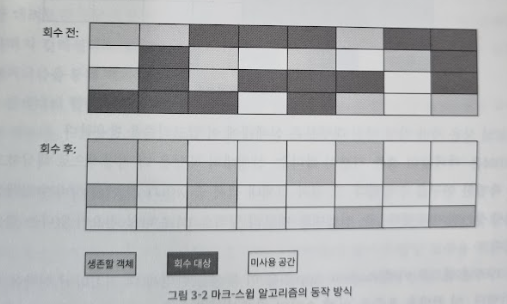 회수 전:
회수 후:
생존할 객체
회수 대상
미사용 공간
그림 3-2 마크-스윕 알고리즘의 동작 방식